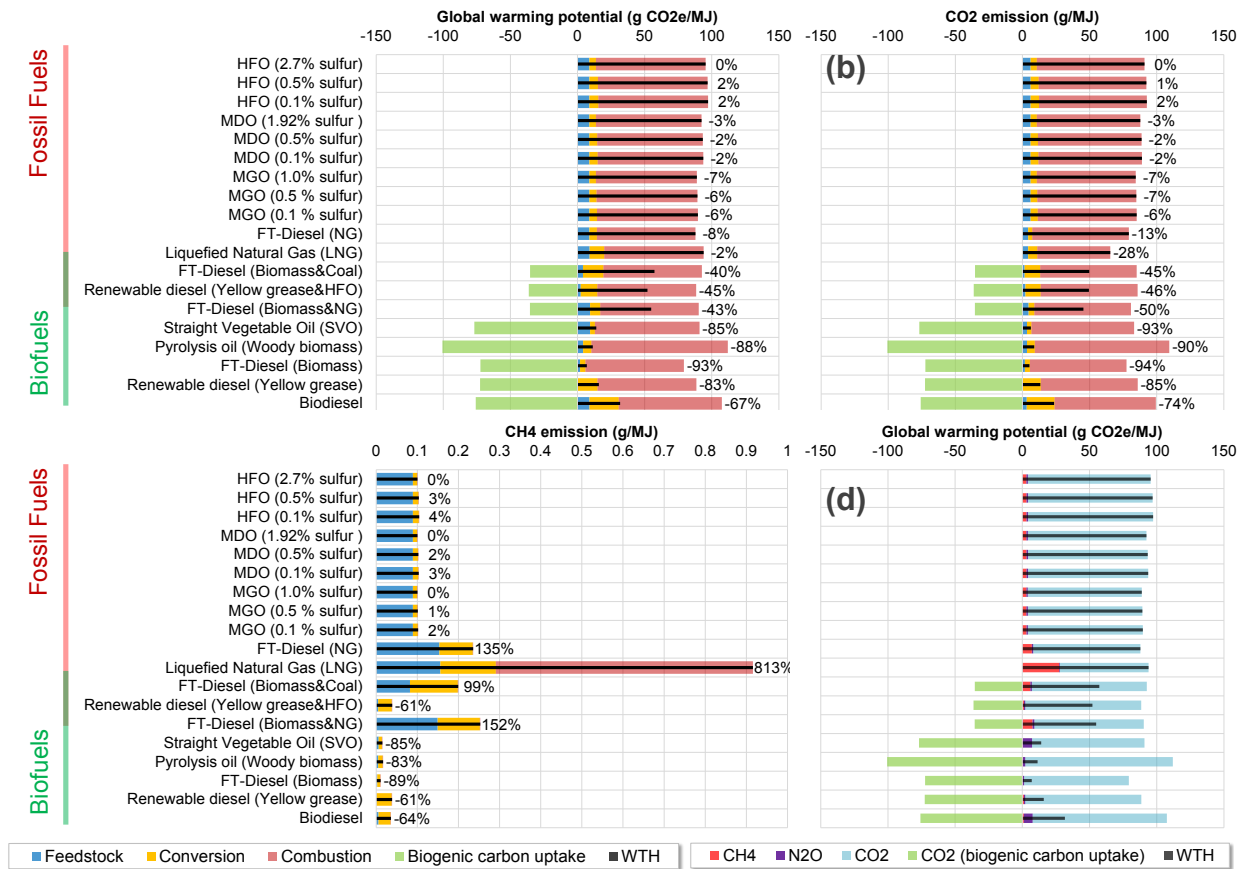 Global warming potential (g CO2e/MJ)
-150 -100 -50 0 50 100 150
Fossil Fuels
Biofuels
HFO (2.7% sulfur) 0%
HFO (0.5% sulfur) 2%
HFO (0.1% sulfur) 2%
MDO (1.92% sulfur ) -3%
MDO (0.5% sulfur) -2%
MDO (0.1% sulfur) -2%
MGO (1.0% sulfur) -7%
MGO (0.5 % sulfur) -6%
MGO (0.1 % sulfur) -6%
FT-Diesel (NG) -8%
Liquefied Natural Gas (LNG) -2%
FT-Diesel (Biomass&Coal) -40%
Renewable diesel (Yellow grease&HFO) -45%
FT-Diesel (Biomass&NG) -43%
Straight Vegetable Oil (SVO) -85%
Pyrolysis oil (Woody biomass) -88%
FT-Diesel (Biomass) -93%
Renewable diesel (Yellow grease) -83%
Biodiesel -67%
CO2 emission (g/MJ)
-150 -100 -50 0 50 100 150
(b)
0%
1%
2%
-3%
-2%
-2%
-7%
-7%
-6%
-13%
-28%
-45%
-46%
-50%
-93%
-90%
-94%
-85%
-74%
CH4 emission (g/MJ)
0 0.1 0.2 0.3 0.4 0.5 0.6 0.7 0.8 0.9 1
Fossil Fuels
Biofuels
HFO (2.7% sulfur) 0%
HFO (0.5% sulfur) 3%
HFO (0.1% sulfur) 4%
MDO (1.92% sulfur ) 0%
MDO (0.5% sulfur) 2%
MDO (0.1% sulfur) 3%
MGO (1.0% sulfur) 0%
MGO (0.5 % sulfur) 1%
MGO (0.1 % sulfur) 2%
FT-Diesel (NG) 135%
Liquefied Natural Gas (LNG) 813%
FT-Diesel (Biomass&Coal) 99%
Renewable diesel (Yellow grease&HFO) -61%
FT-Diesel (Biomass&NG) 152%
Straight Vegetable Oil (SVO) -85%
Pyrolysis oil (Woody biomass) -83%
FT-Diesel (Biomass) -89%
Renewable diesel (Yellow grease) -61%
Biodiesel -64%
Global warming potential (g CO2e/MJ)
-150 -100 -50 0 50 100 150
(d)
Feedstock Conversion Combustion Biogenic carbon uptake WTH
CH4 N2O CO2 CO2 (biogenic carbon uptake) WTH